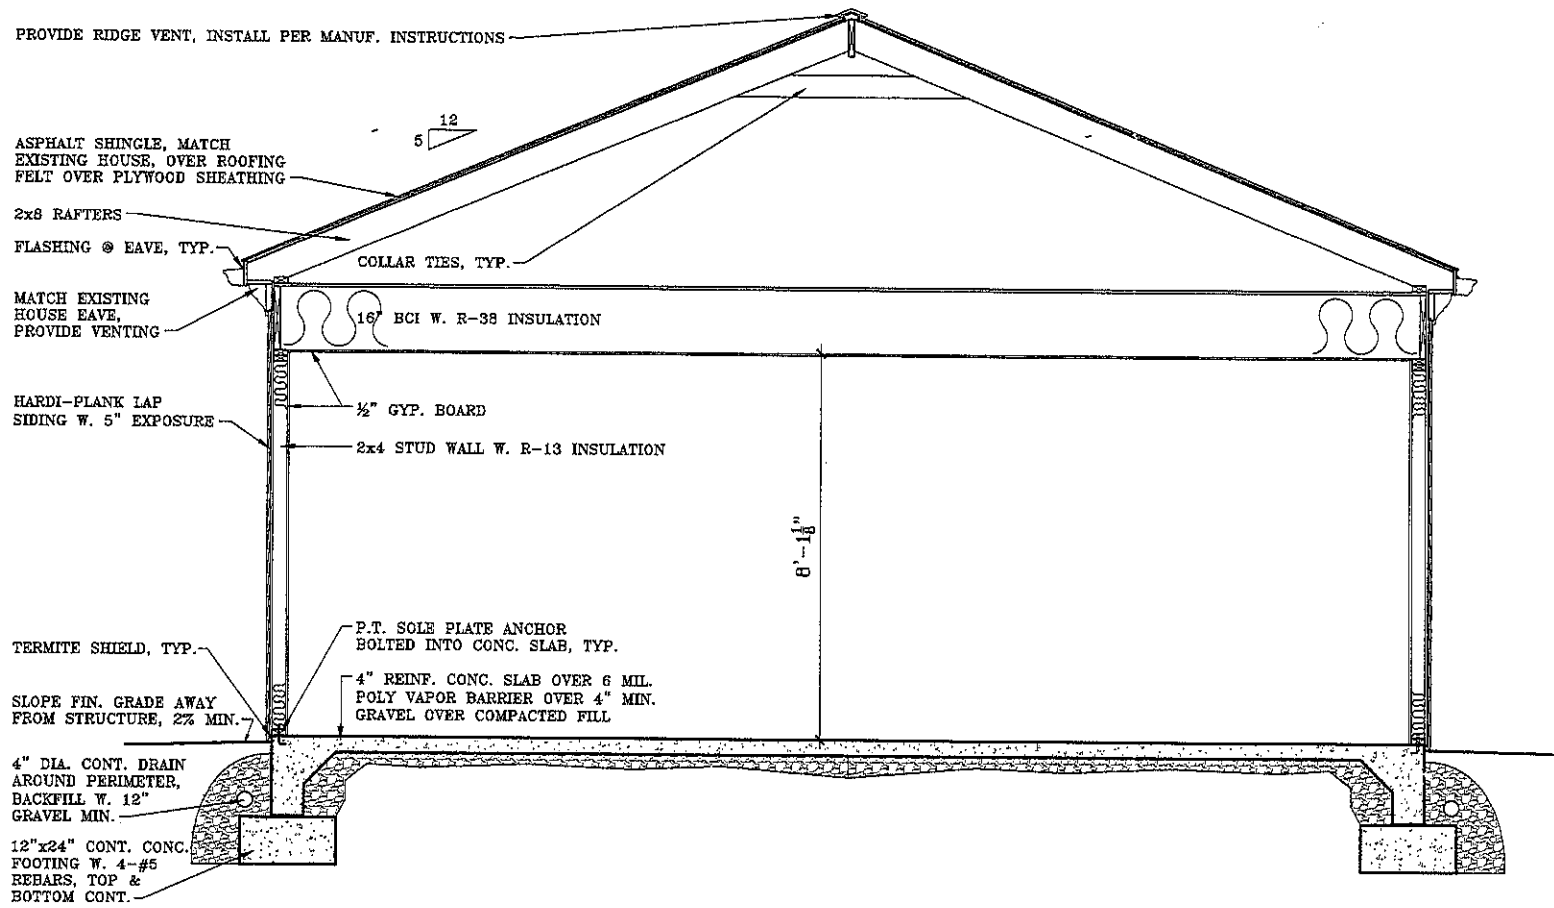 PROVIDE RIDGE VENT, INSTALL PER MANUF. INSTRUCTIONS
12
5
ASPHALT SHINGLE, MATCH
EXISTING HOUSE, OVER ROOFING
FELT OVER PLYWOOD SHEATHING
2x8 RAFTERS
FLASHING @ EAVE, TYP.
COLLAR TIES, TYP.
MATCH EXISTING
HOUSE EAVE,
PROVIDE VENTING
16" BCI W. R-38 INSULATION
HARDI-PLANK LAP
SIDING W. 5" EXPOSURE
½" GYP. BOARD
2x4 STUD WALL W. R-13 INSULATION
8'-1⅛"
P.T. SOLE PLATE ANCHOR
BOLTED INTO CONC. SLAB, TYP.
TERMITE SHIELD, TYP.
4" REINF. CONC. SLAB OVER 6 MIL.
POLY VAPOR BARRIER OVER 4" MIN.
GRAVEL OVER COMPACTED FILL
SLOPE FIN. GRADE AWAY
FROM STRUCTURE, 2% MIN.
4" DIA. CONT. DRAIN
AROUND PERIMETER,
BACKFILL W. 12"
GRAVEL MIN.
12"x24" CONT. CONC.
FOOTING W. 4-#5
REBARS, TOP &
BOTTOM CONT.